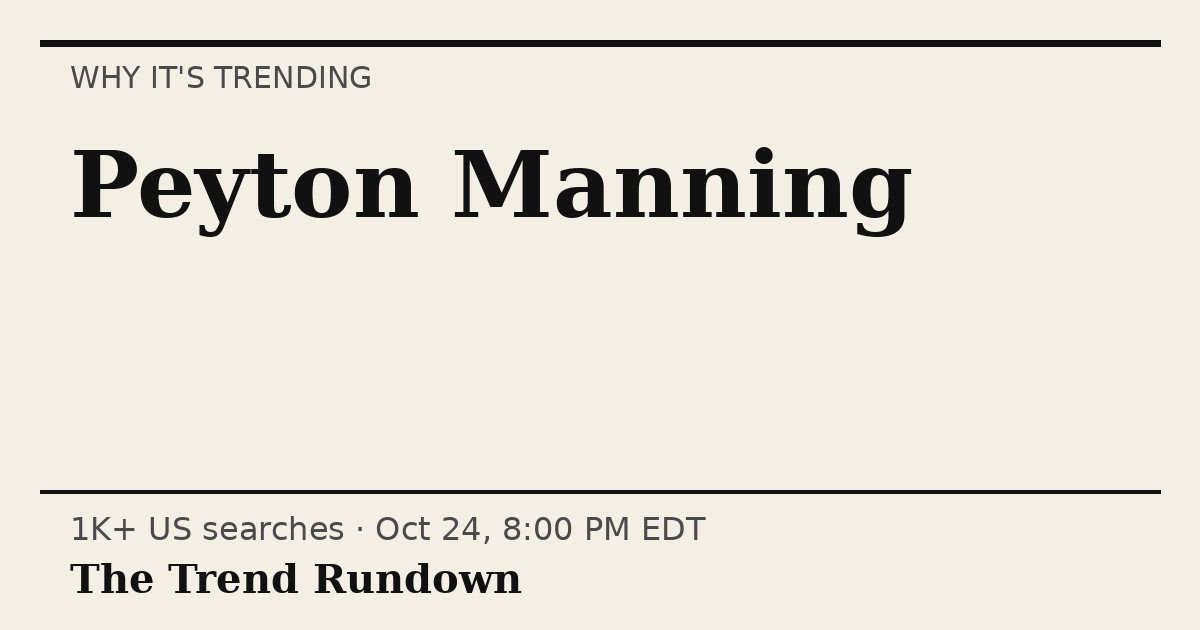 WHY IT'S TRENDING
Peyton Manning
1K+ US searches · Oct 24, 8:00 PM EDT
The Trend Rundown